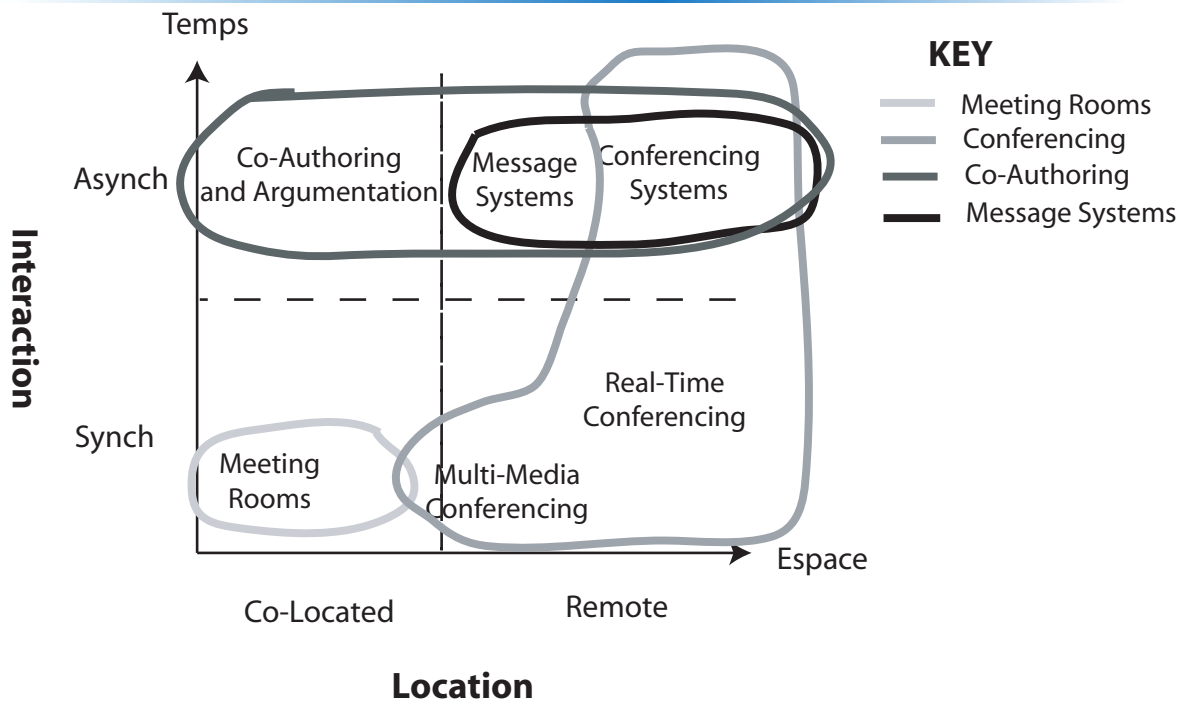 Temps
KEY
Meeting Rooms
Conferencing
Co-Authoring
Message Systems
Interaction
Asynch
Synch
Co-Authoring
and Argumentation
Message
Systems
Conferencing
Systems
Real-Time
Conferencing
Meeting
Rooms
Multi-Media
Conferencing
Espace
Co-Located
Remote
Location